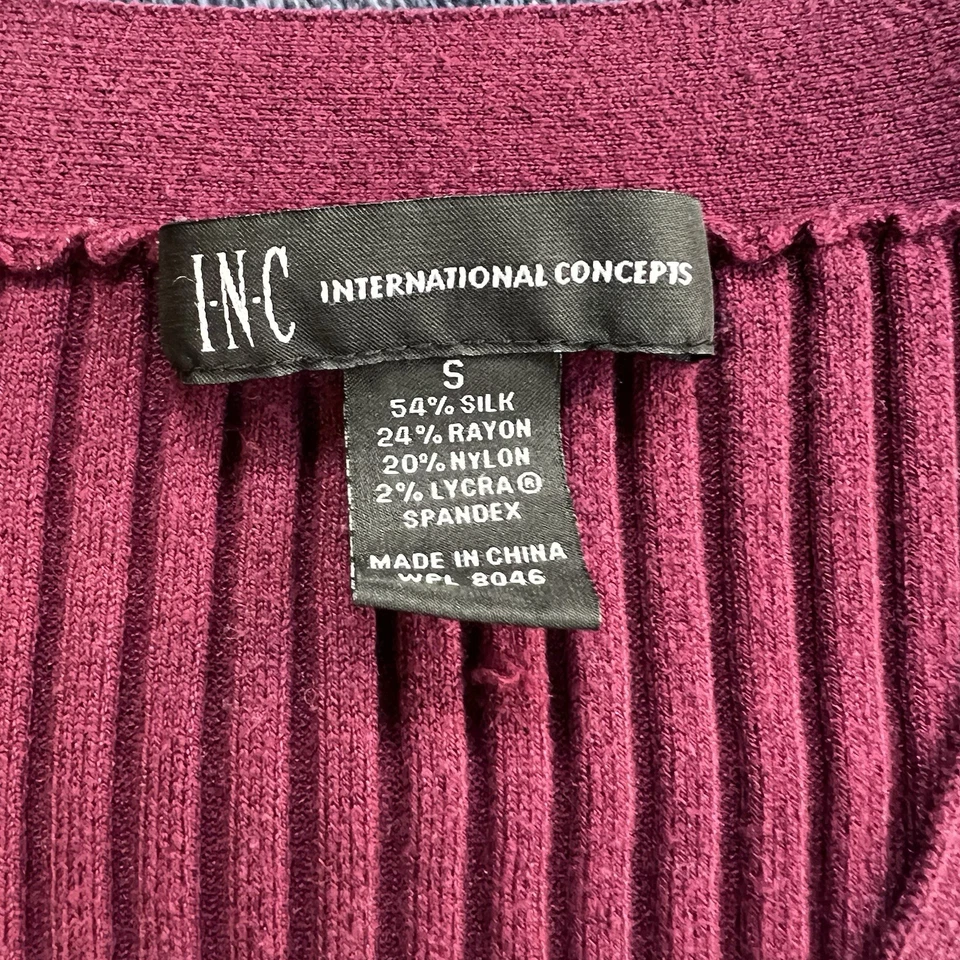 I·N·C INTERNATIONAL CONCEPTS
S
54% SILK
24% RAYON
20% NYLON
2% LYCRA®
SPANDEX
MADE IN CHINA
WPL 8046